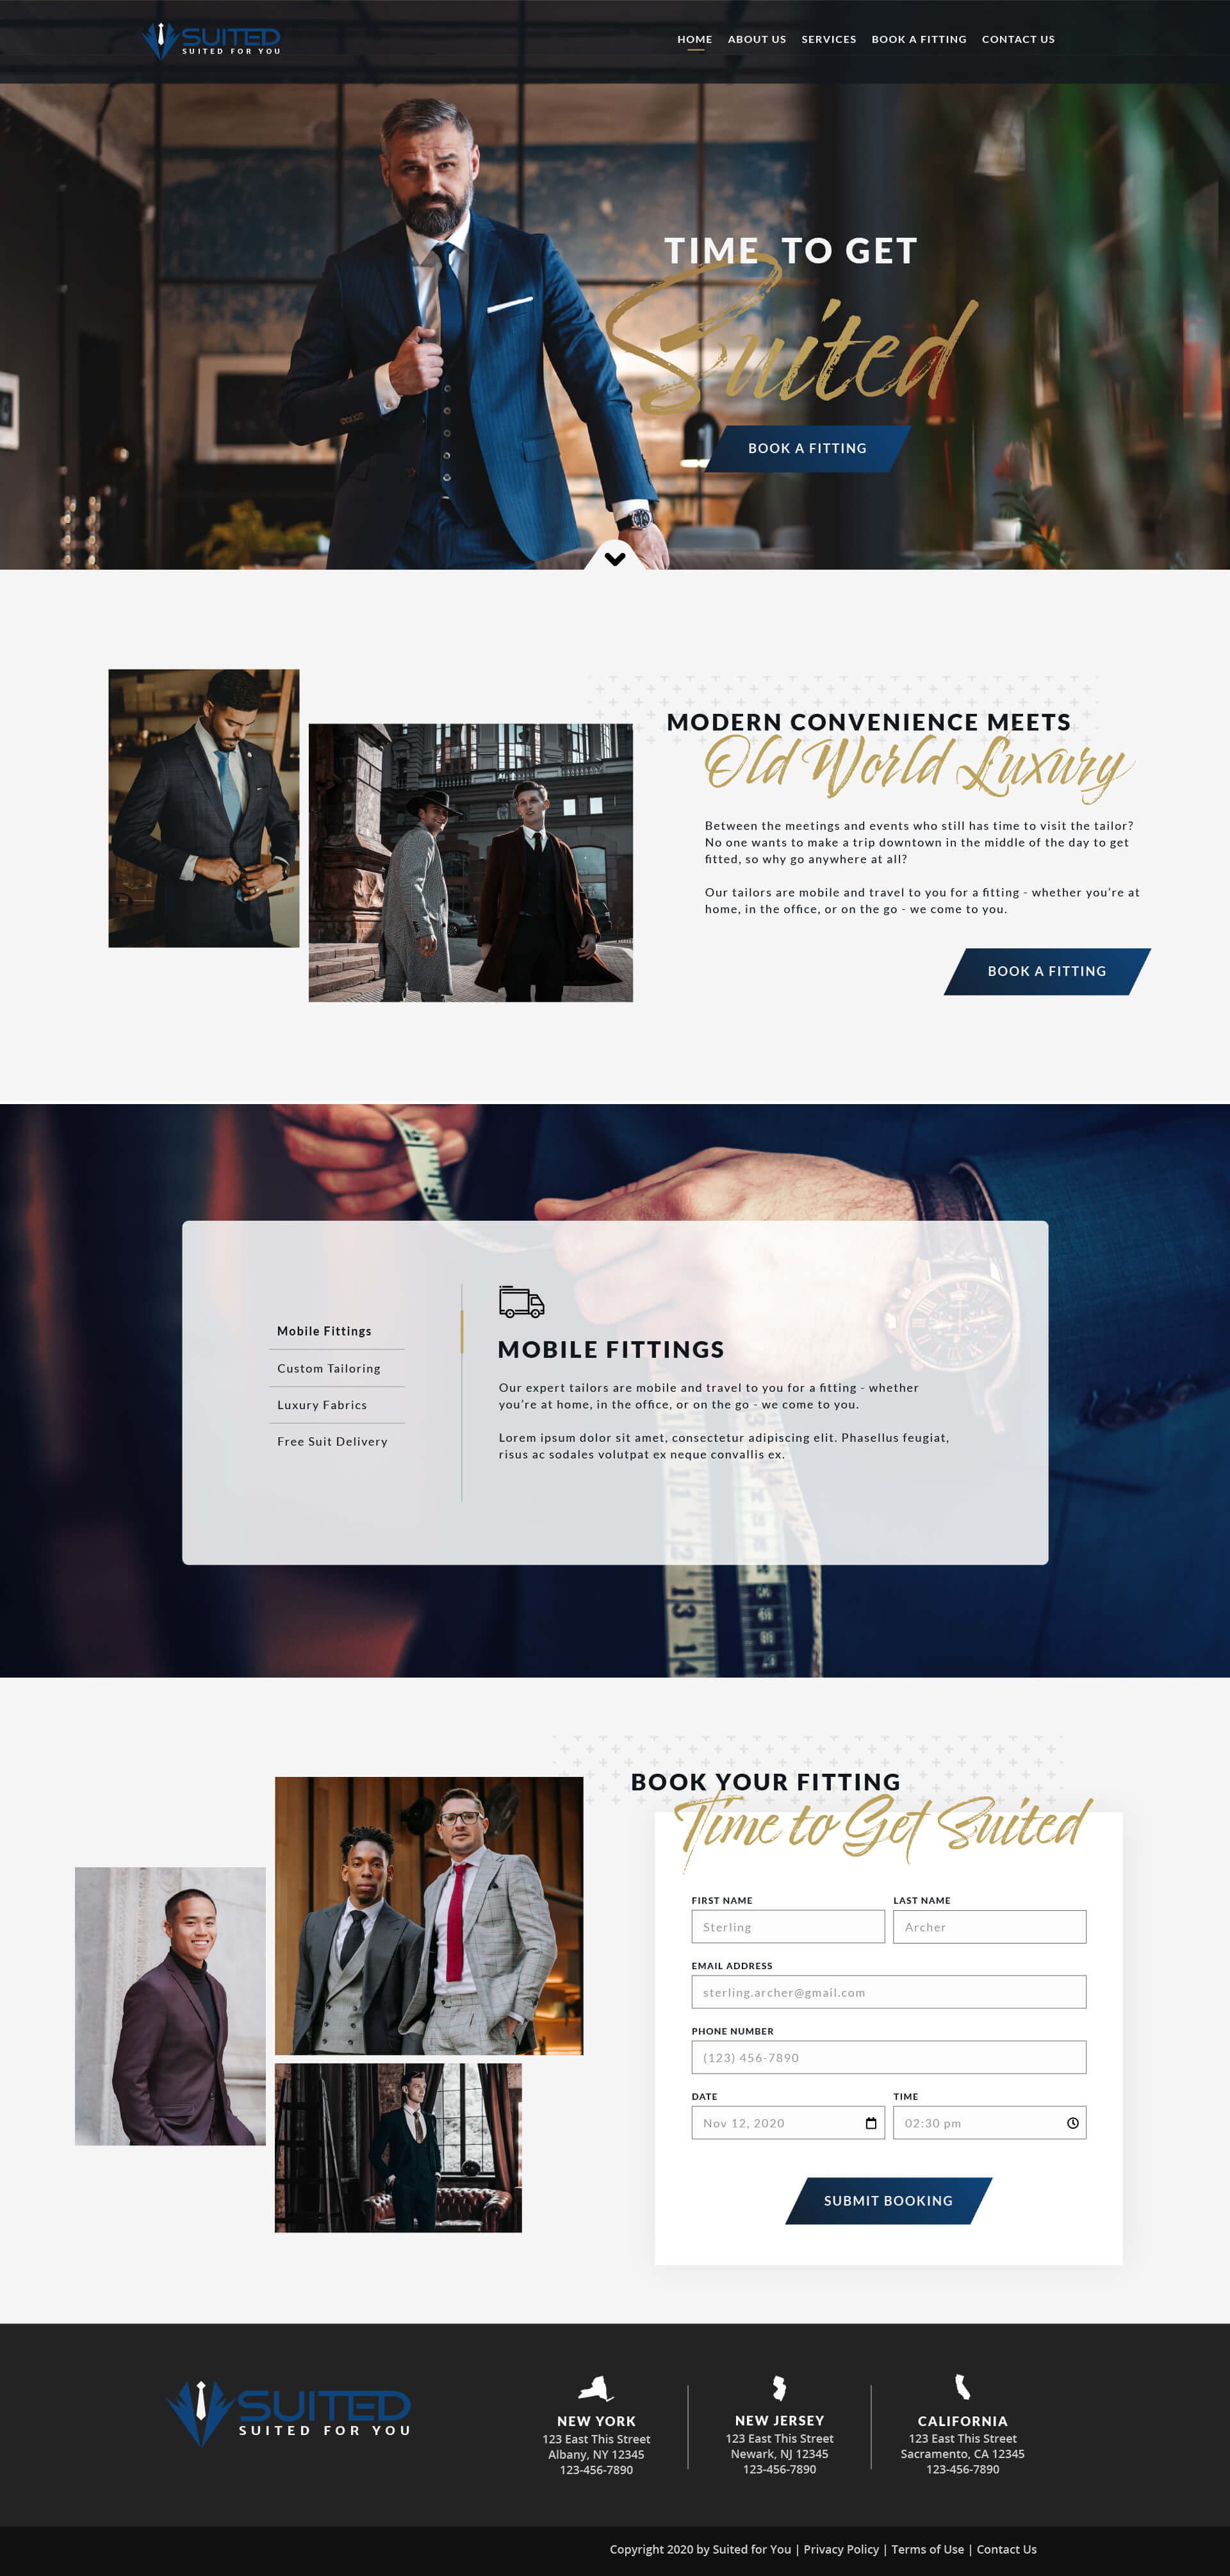 SUITED
SUITED FOR YOU
HOME ABOUT US SERVICES BOOK A FITTING CONTACT US
TIME TO GET
Suited
BOOK A FITTING
MODERN CONVENIENCE MEETS
Old World Luxury
Between the meetings and events who still has time to visit the tailor?
No one wants to make a trip downtown in the middle of the day to get
fitted, so why go anywhere at all?
Our tailors are mobile and travel to you for a fitting - whether you're at
home, in the office, or on the go - we come to you.
BOOK A FITTING
Mobile Fittings
Custom Tailoring
Luxury Fabrics
Free Suit Delivery
MOBILE FITTINGS
Our expert tailors are mobile and travel to you for a fitting - whether
you're at home, in the office, or on the go - we come to you.
Lorem ipsum dolor sit amet, consectetur adipiscing elit. Phasellus feugiat,
risus ac sodales volutpat ex neque convallis ex.
13
BOOK YOUR FITTING
Time to Get Suited
FIRST NAME LAST NAME
Sterling Archer
EMAIL ADDRESS
sterling.archer@gmail.com
PHONE NUMBER
(123) 456-7890
DATE TIME
Nov 12, 2020 02:30 pm
SUBMIT BOOKING
SUITED
SUITED FOR YOU
NEW YORK
123 East This Street
Albany, NY 12345
123-456-7890
NEW JERSEY
123 East This Street
Newark, NJ 12345
123-456-7890
CALIFORNIA
123 East This Street
Sacramento, CA 12345
123-456-7890
Copyright 2020 by Suited for You | Privacy Policy | Terms of Use | Contact Us